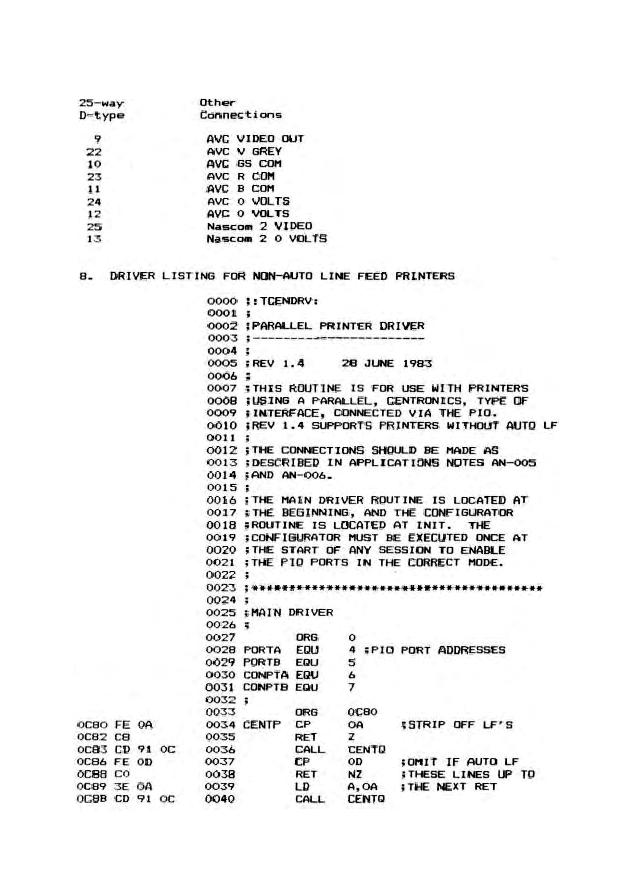 25-way Other
D-type Connections
9 AVC VIDEO OUT
22 AVC V GREY
10 AVC GS COM
23 AVC R COM
11 AVC B COM
24 AVC 0 VOLTS
12 AVC 0 VOLTS
25 Nascom 2 VIDEO
13 Nascom 2 0 VOLTS
8. DRIVER LISTING FOR NON-AUTO LINE FEED PRINTERS
0000 ;:TCENDRV:
0001 ;
0002 ;PARALLEL PRINTER DRIVER
0003 ;-------------------------
0004 ;
0005 ;REV 1.4 28 JUNE 1983
0006 ;
0007 ;THIS ROUTINE IS FOR USE WITH PRINTERS
0008 ;USING A PARALLEL, CENTRONICS, TYPE OF
0009 ;INTERFACE, CONNECTED VIA THE PIO.
0010 ;REV 1.4 SUPPORTS PRINTERS WITHOUT AUTO LF
0011 ;
0012 ;THE CONNECTIONS SHOULD BE MADE AS
0013 ;DESCRIBED IN APPLICATIONS NOTES AN-005
0014 ;AND AN-006.
0015 ;
0016 ;THE MAIN DRIVER ROUTINE IS LOCATED AT
0017 ;THE BEGINNING, AND THE CONFIGURATOR
0018 ;ROUTINE IS LOCATED AT INIT. THE
0019 ;CONFIGURATOR MUST BE EXECUTED ONCE AT
0020 ;THE START OF ANY SESSION TO ENABLE
0021 ;THE PIO PORTS IN THE CORRECT MODE.
0022 ;
0023 ;****************************************
0024 ;
0025 ;MAIN DRIVER
0026 ;
0027 ORG 0
0028 PORTA EQU 4 ;PIO PORT ADDRESSES
0029 PORTB EQU 5
0030 CONPTA EQU 6
0031 CONPTB EQU 7
0032 ;
0033 ORG 0C80
0C80 FE 0A 0034 CENTP CP 0A ;STRIP OFF LF'S
0C82 C8 0035 RET Z
0C83 CD 91 0C 0036 CALL CENTO
0C86 FE 0D 0037 CP 0D ;OMIT IF AUTO LF
0C88 C0 0038 RET NZ ;THESE LINES UP TO
0C89 3E 0A 0039 LD A,0A ;THE NEXT RET
0C8B CD 91 0C 0040 CALL CENTO